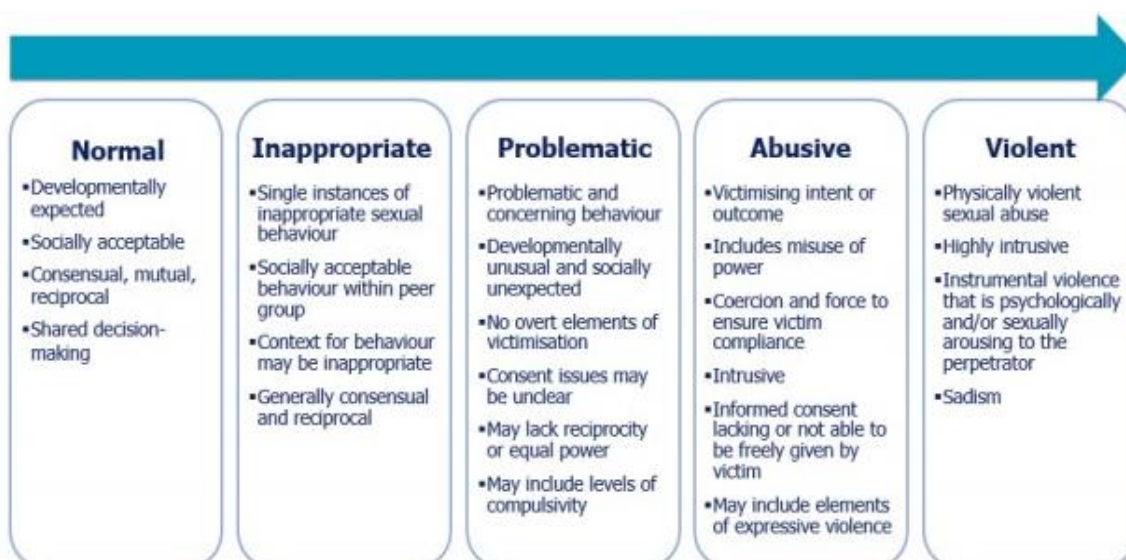 Normal
▪Developmentally
expected
▪Socially acceptable
▪Consensual, mutual,
reciprocal
▪Shared decision-
making
Inappropriate
▪Single instances of
inappropriate sexual
behaviour
▪Socially acceptable
behaviour within peer
group
▪Context for behaviour
may be inappropriate
▪Generally consensual
and reciprocal
Problematic
▪Problematic and
concerning behaviour
▪Developmentally
unusual and socially
unexpected
▪No overt elements of
victimisation
▪Consent issues may
be unclear
▪May lack reciprocity
or equal power
▪May include levels of
compulsivity
Abusive
▪Victimising intent or
outcome
▪Includes misuse of
power
▪Coercion and force to
ensure victim
compliance
▪Intrusive
▪Informed consent
lacking or not able to
be freely given by
victim
▪May include elements
of expressive violence
Violent
▪Physically violent
sexual abuse
▪Highly intrusive
▪Instrumental violence
that is psychologically
and/or sexually
arousing to the
perpetrator
▪Sadism